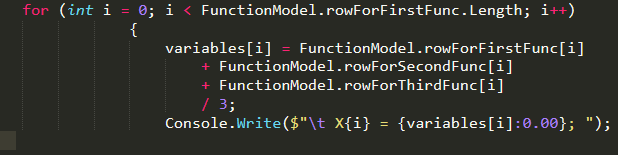 for (int i = 0; i < FunctionModel.rowForFirstFunc.Length; i++)
{
variables[i] = FunctionModel.rowForFirstFunc[i]
+ FunctionModel.rowForSecondFunc[i]
+ FunctionModel.rowForThirdFunc[i]
/ 3;
Console.Write($"\t X{i} = {variables[i]:0.00}; ");